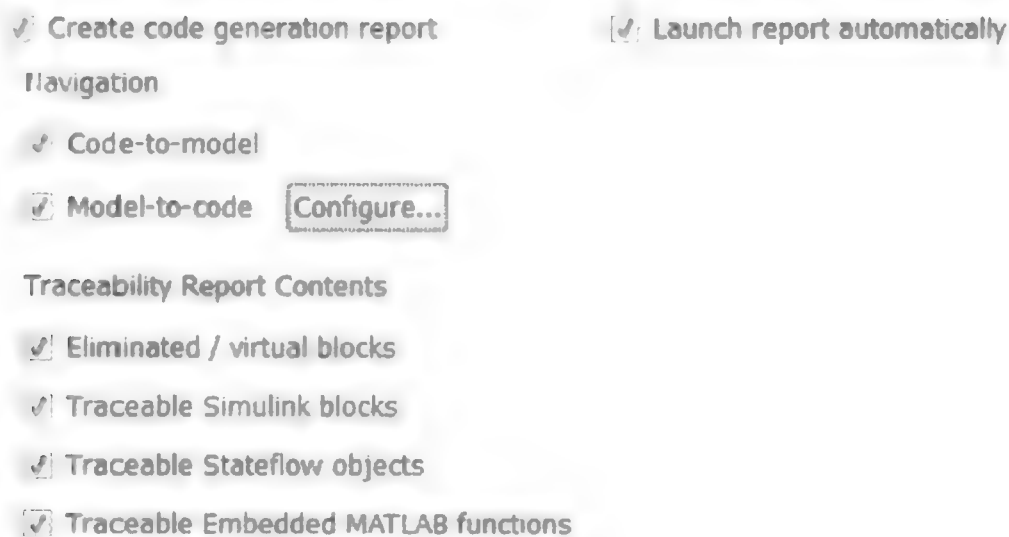 Create code generation report Launch report automatically
Navigation
Code-to-model
Model-to-code Configure...
Traceability Report Contents
Eliminated / virtual blocks
Traceable Simulink blocks
Traceable Stateflow objects
Traceable Embedded MATLAB functions